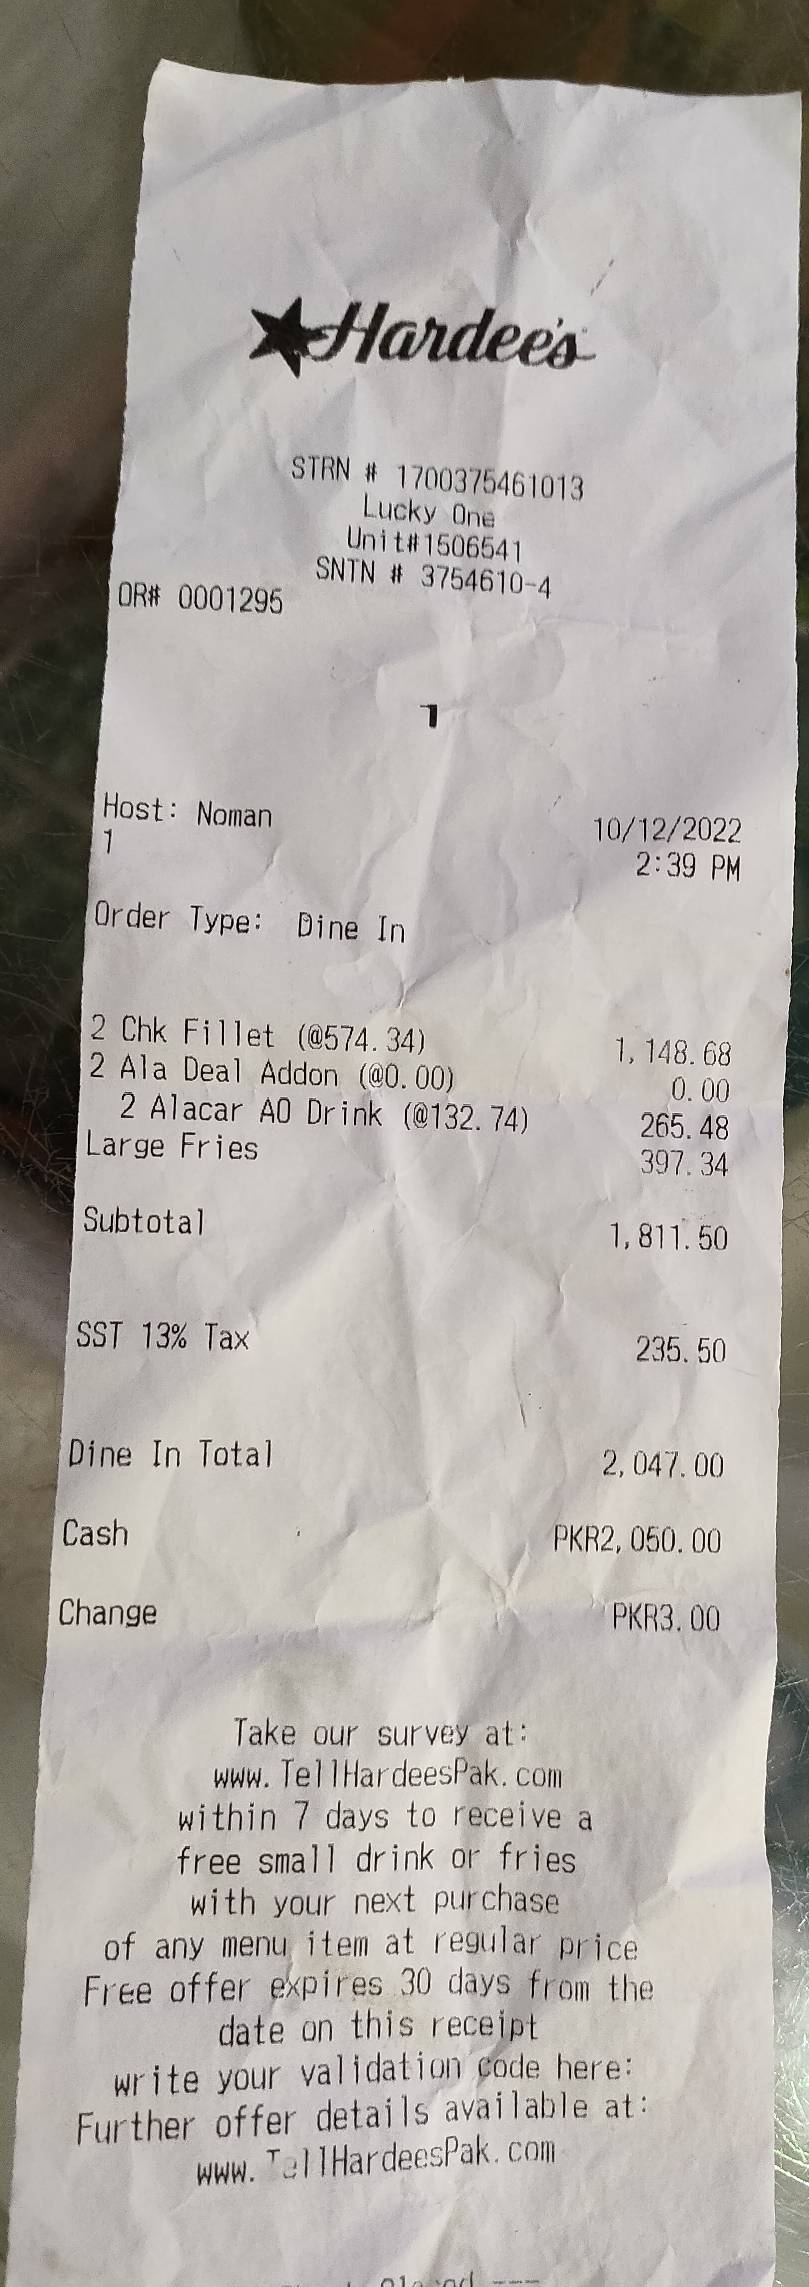 Hardee's
STRN # 1700375461013
Lucky One
Unit#1506541
SNTN # 3754610-4
OR# 0001295
1
Host: Noman 10/12/2022
1 2:39 PM
Order Type: Dine In
2 Chk Fillet (@574.34) 1,148.68
2 Ala Deal Addon (@0.00) 0.00
2 Alacar AO Drink (@132.74) 265.48
Large Fries 397.34
Subtotal 1,811.50
SST 13% Tax 235.50
Dine In Total 2,047.00
Cash PKR2,050.00
Change PKR3.00
Take our survey at:
www.TellHardeesPak.com
within 7 days to receive a
free small drink or fries
with your next purchase
of any menu item at regular price
Free offer expires 30 days from the
date on this receipt
write your validation code here:
Further offer details available at:
www.TellHardeesPak.com